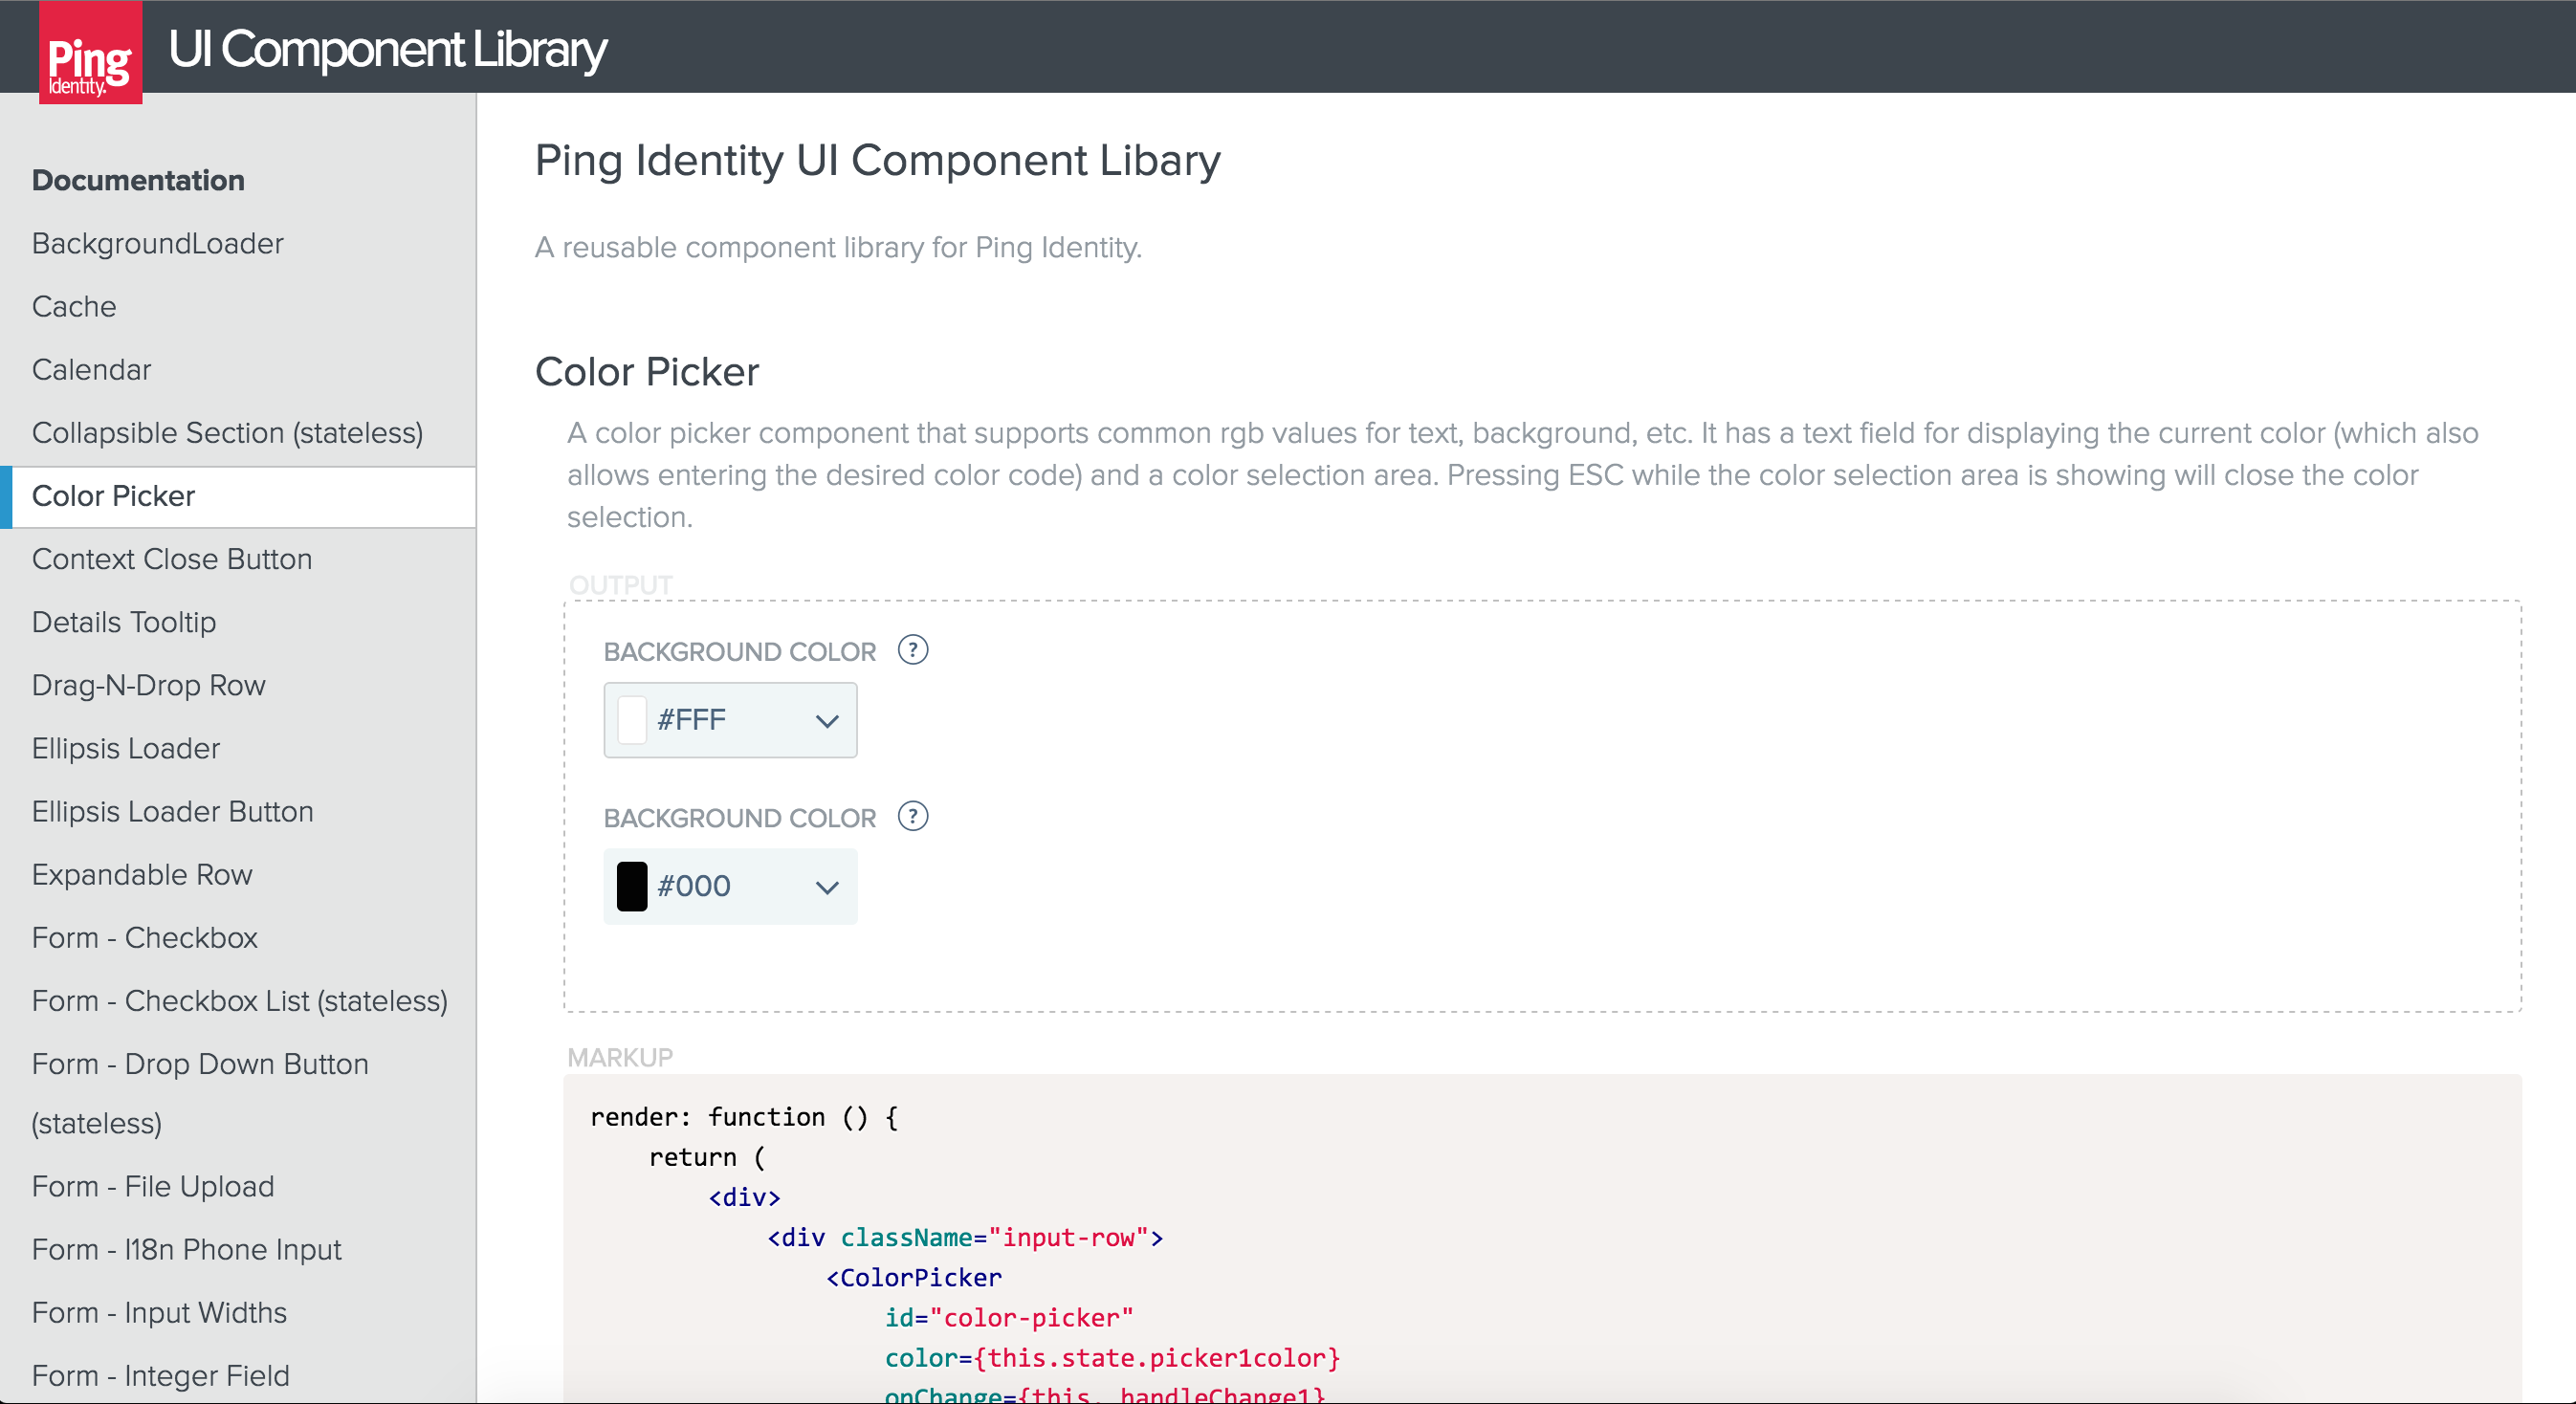 Ping
Identity.
UI Component Library
Documentation
BackgroundLoader
Cache
Calendar
Collapsible Section (stateless)
Color Picker
Context Close Button
Details Tooltip
Drag-N-Drop Row
Ellipsis Loader
Ellipsis Loader Button
Expandable Row
Form - Checkbox
Form - Checkbox List (stateless)
Form - Drop Down Button
(stateless)
Form - File Upload
Form - I18n Phone Input
Form - Input Widths
Form - Integer Field
Ping Identity UI Component Libary
A reusable component library for Ping Identity.
Color Picker
A color picker component that supports common rgb values for text, background, etc. It has a text field for displaying the current color (which also
allows entering the desired color code) and a color selection area. Pressing ESC while the color selection area is showing will close the color
selection.
OUTPUT
BACKGROUND COLOR ?
#FFF
BACKGROUND COLOR ?
#000
MARKUP
render: function () {
return (
<div>
<div className="input-row">
<ColorPicker
id="color-picker"
color={this.state.picker1color}
onChange={this._handleChange1}